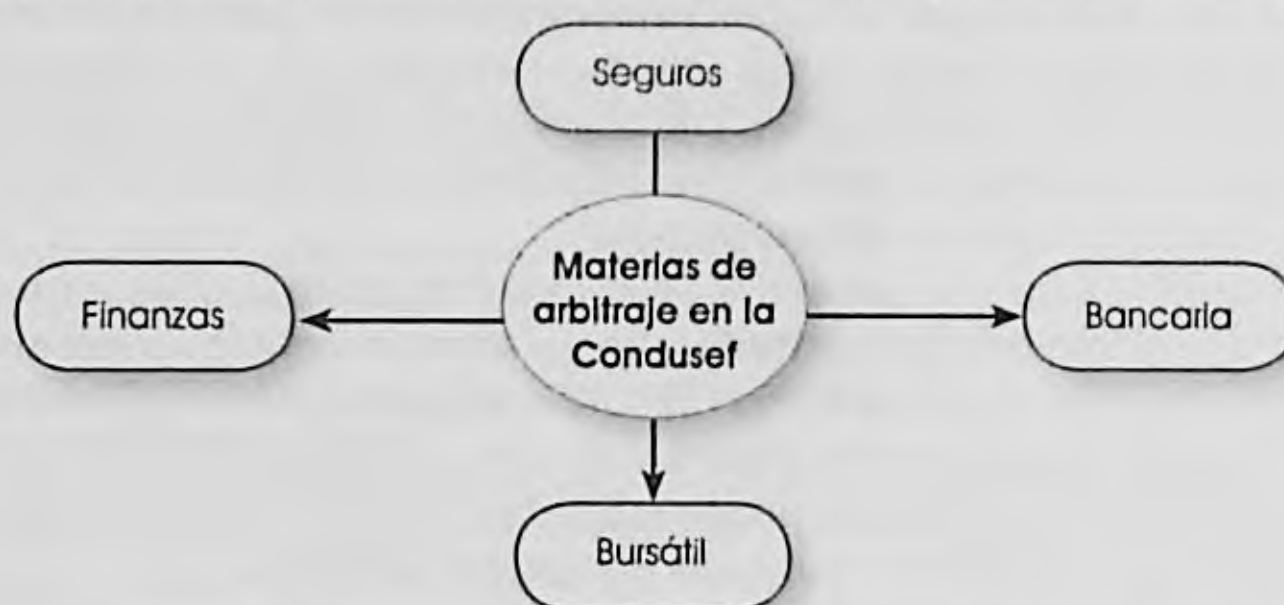 Seguros
Materias de
arbitraje en la
Condusef
Finanzas
Bancaria
Bursátil